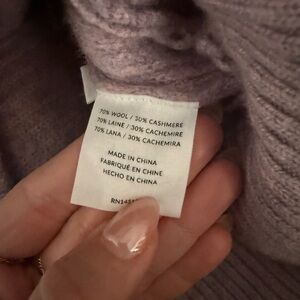 70% WOOL / 30% CASHMERE
70% LAINE / 30% CACHEMIRE
70% LANA / 30% CACHEMIRA
MADE IN CHINA
FABRIQUÉ EN CHINE
HECHO EN CHINA